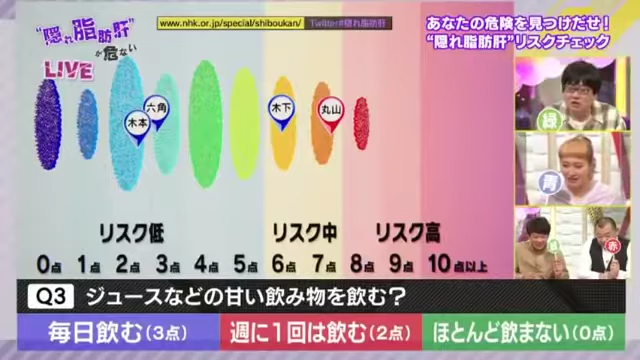 "隠れ脂肪肝"
が危ない
LIVE
www.nhk.or.jp/special/shiboukan/
Twitter#隠れ脂肪肝
あなたの危険を見つけだせ！
"隠れ脂肪肝"リスクチェック
木本
六角
木下
丸山
緑
青
緑
赤
リスク低
リスク中
リスク高
0点 1点 2点 3点 4点 5点 6点 7点 8点 9点 10点以上
Q3 ジュースなどの甘い飲み物を飲む？
毎日飲む(3点)
週に1回は飲む(2点)
ほとんど飲まない(0点)